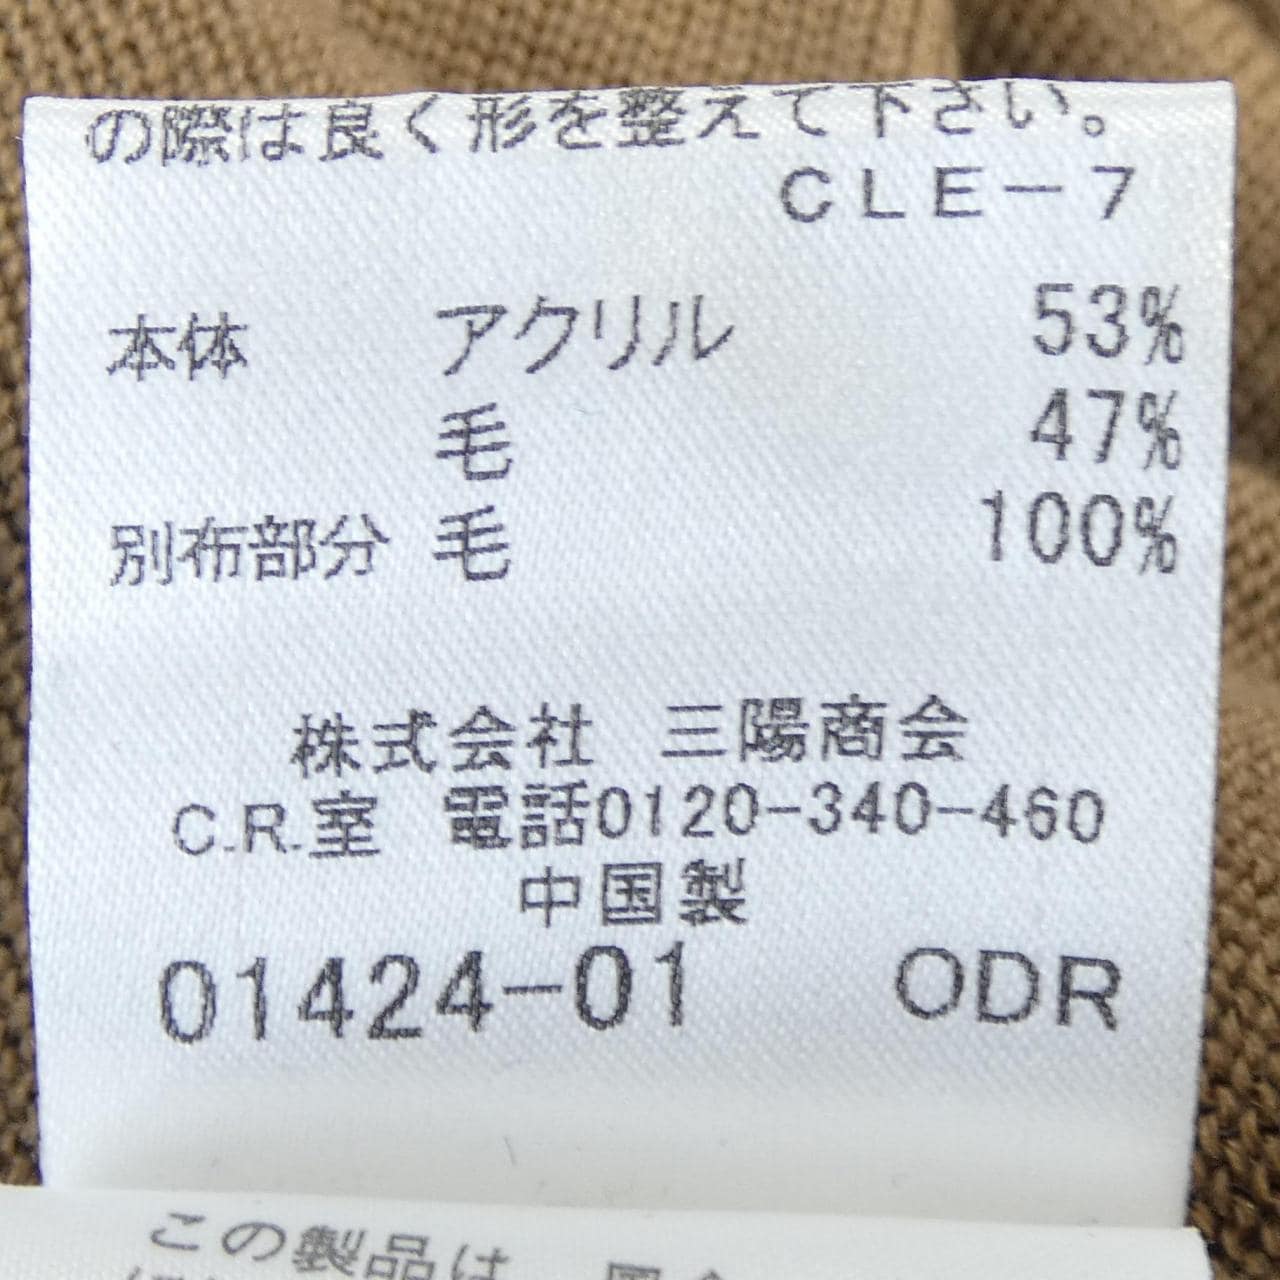 の際は良く形を整えて下さい。
CLE-7
本体 アクリル 53%
毛 47%
別布部分 毛 100%
株式会社 三陽商会
C.R.室 電話0120-340-460
中国製
01424-01 ODR
この製品は